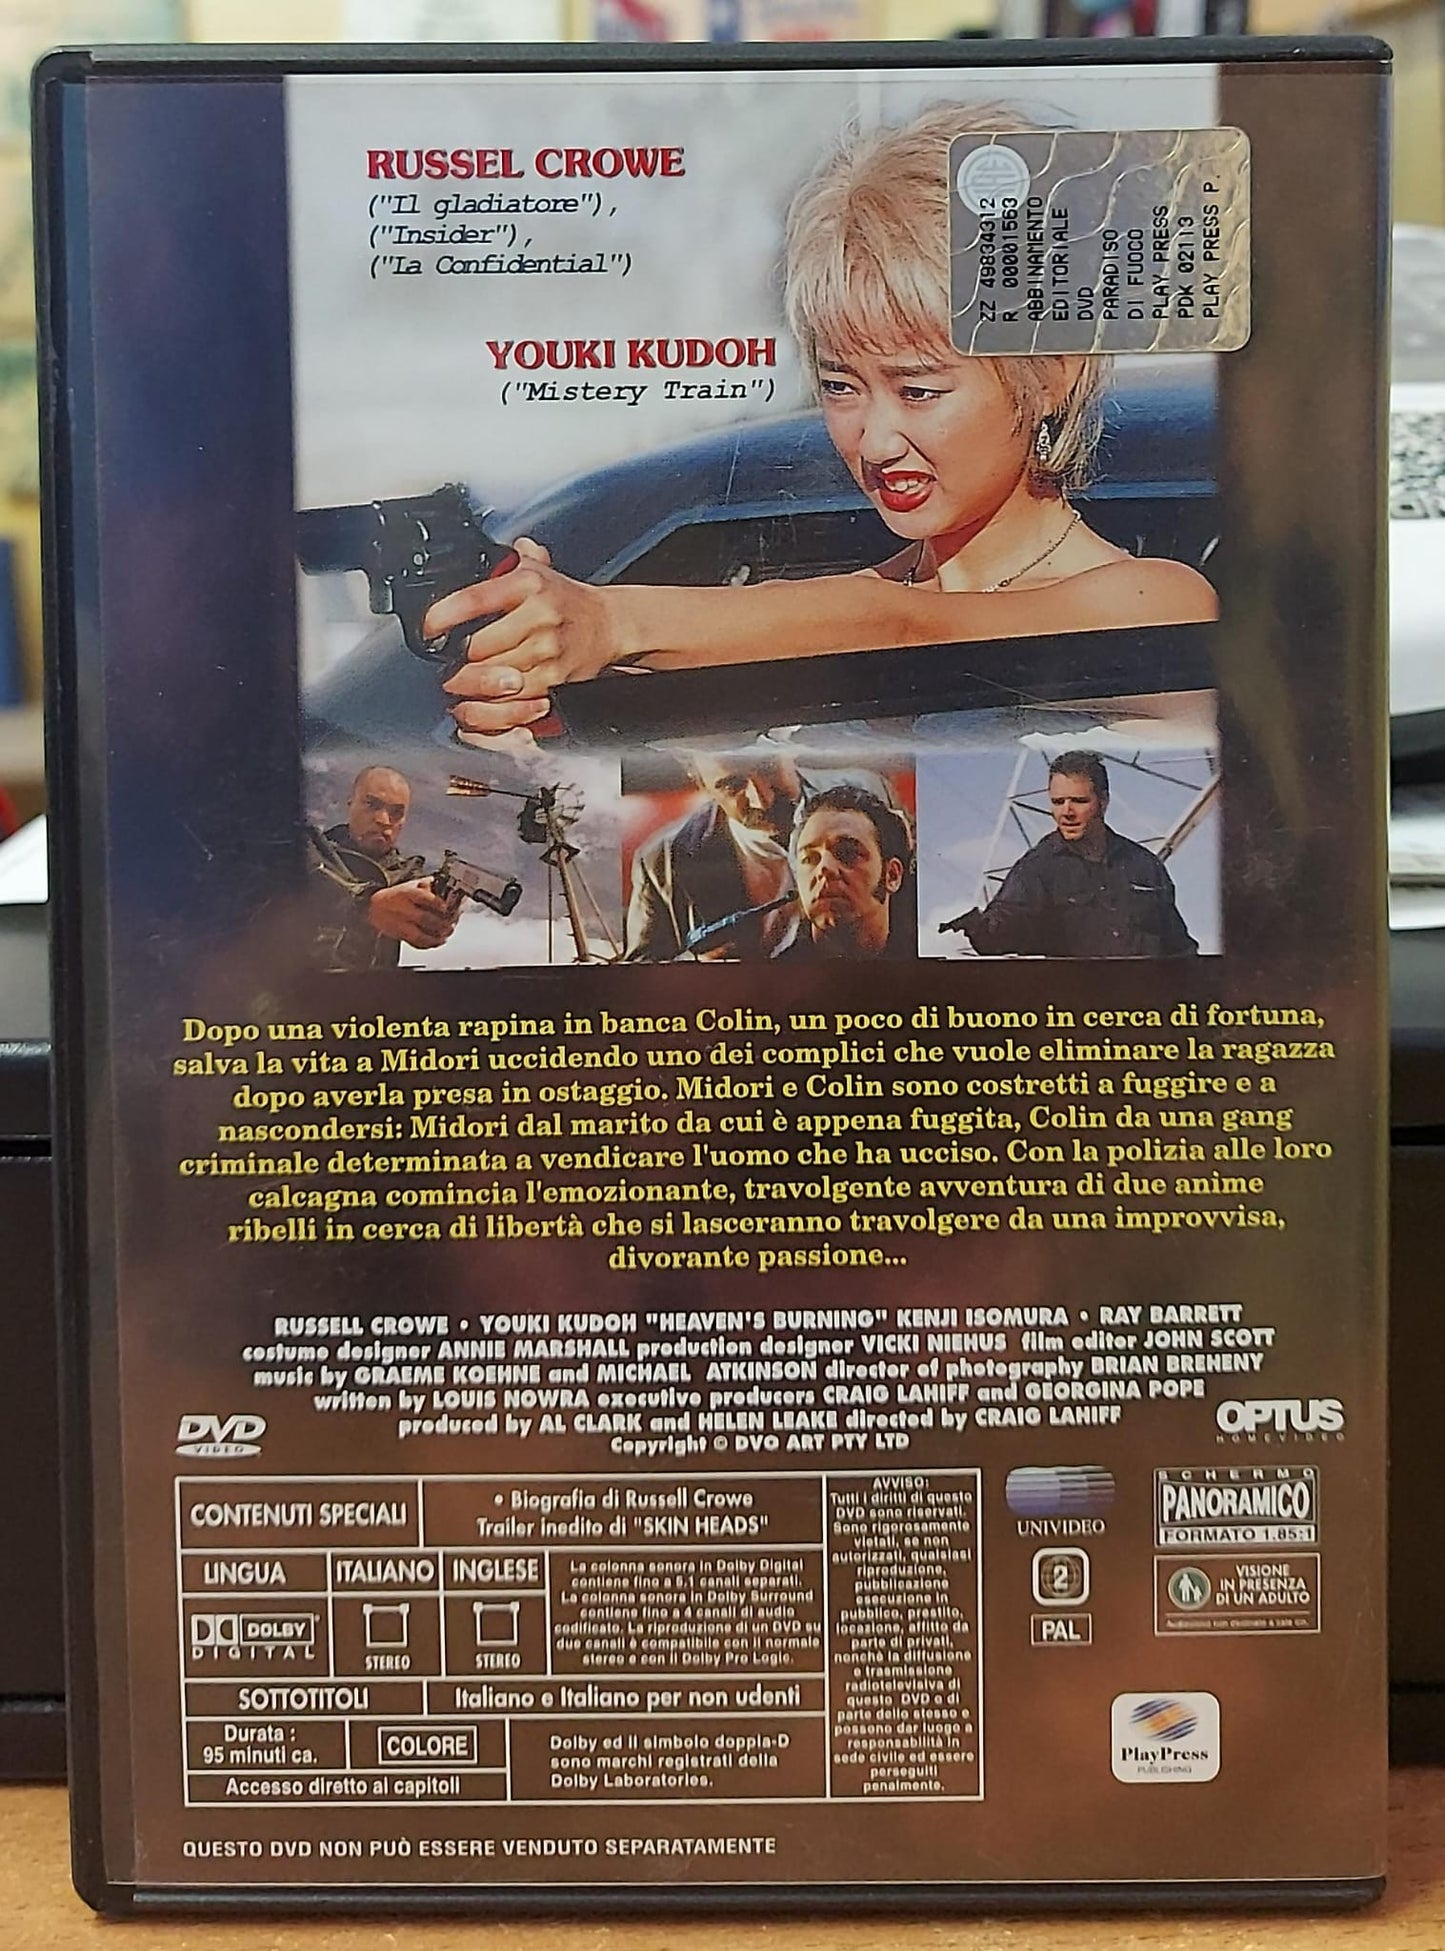 RUSSEL CROWE
("Il gladiatore"),
("Insider"),
("La Confidential")
YOUKI KUDOH
("Mistery Train")
ZZ 49834312
R 00001563
ABBINAMENTO
EDITORIALE
DVD
PARADISO
DI FUOCO
PLAY PRESS
PDK 02113
PLAY PRESS P.
Dopo una violenta rapina in banca Colin, un poco di buono in cerca di fortuna,
salva la vita a Midori uccidendo uno dei complici che vuole eliminare la ragazza
dopo averla presa in ostaggio. Midori e Colin sono costretti a fuggire e a
nascondersi: Midori dal marito da cui è appena fuggita, Colin da una gang
criminale determinata a vendicare l'uomo che ha ucciso. Con la polizia alle loro
calcagna comincia l'emozionante, travolgente avventura di due anime
ribelli in cerca di libertà che si lasceranno travolgere da una improvvisa,
divorante passione...
RUSSELL CROWE • YOUKI KUDOH "HEAVEN'S BURNING" KENJI ISOMURA • RAY BARRETT
costume designer ANNIE MARSHALL production designer VICKI NIEHUS film editor JOHN SCOTT
music by GRAEME KOEHNE and MICHAEL ATKINSON director of photography BRIAN BREHENY
written by LOUIS NOWRA executive producers CRAIG LAHIFF and GEORGINA POPE
produced by AL CLARK and HELEN LEAKE directed by CRAIG LAHIFF
Copyright © DVO ART PTY LTD
DVD
VIDEO
OPTUS
HOMEVIDEO
CONTENUTI SPECIALI
• Biografia di Russell Crowe
Trailer inedito di "SKIN HEADS"
LINGUA
ITALIANO
INGLESE
DOLBY
DIGITAL
STEREO
STEREO
La colonna sonora in Dolby Digital
contiene fino a 5.1 canali separati.
La colonna sonora in Dolby Surround
contiene fino a 4 canali di audio
codificato. La riproduzione di un DVD su
due canali è compatibile con il normale
stereo e con il Dolby Pro Logic.
SOTTOTITOLI
Italiano e Italiano per non udenti
Durata :
95 minuti ca.
COLORE
Accesso diretto ai capitoli
Dolby ed il simbolo doppia-D
sono marchi registrati della
Dolby Laboratories.
AVVISO:
Tutti i diritti di questo
DVD sono riservati.
Sono rigorosamente
vietati, se non
autorizzati, qualsiasi
riproduzione,
pubblicazione
esecuzione in
pubblico, prestito,
locazione, affitto da
parte di privati,
nonchè la diffusione
o trasmissione
radiotelevisiva di
questo DVD o di
parte dello stesso e
possono dar luogo a
responsabilità in
sede civile ed essere
perseguiti
penalmente.
UNIVIDEO
2
PAL
SCHERMO
PANORAMICO
FORMATO 1.85:1
VISIONE
IN PRESENZA
DI UN ADULTO
PlayPress
PUBLISHING
QUESTO DVD NON PUÒ ESSERE VENDUTO SEPARATAMENTE